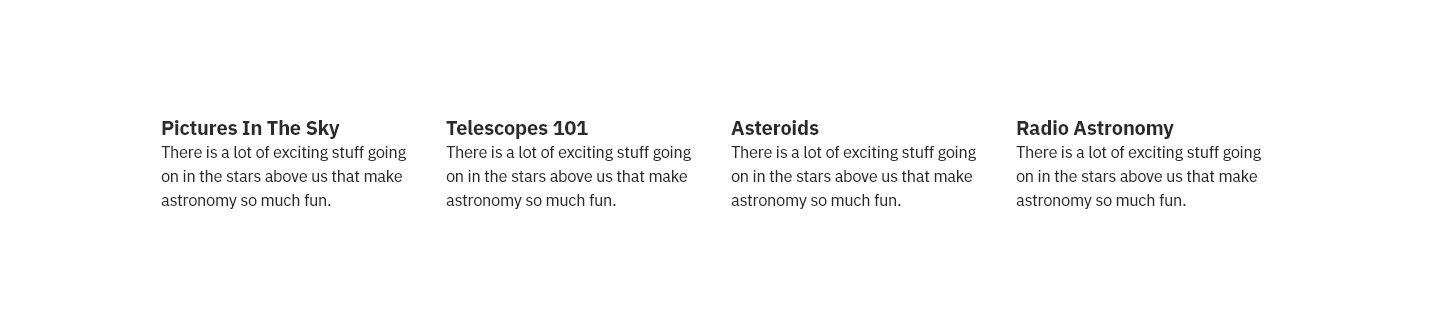 Pictures In The Sky
There is a lot of exciting stuff going
on in the stars above us that make
astronomy so much fun.
Telescopes 101
There is a lot of exciting stuff going
on in the stars above us that make
astronomy so much fun.
Asteroids
There is a lot of exciting stuff going
on in the stars above us that make
astronomy so much fun.
Radio Astronomy
There is a lot of exciting stuff going
on in the stars above us that make
astronomy so much fun.